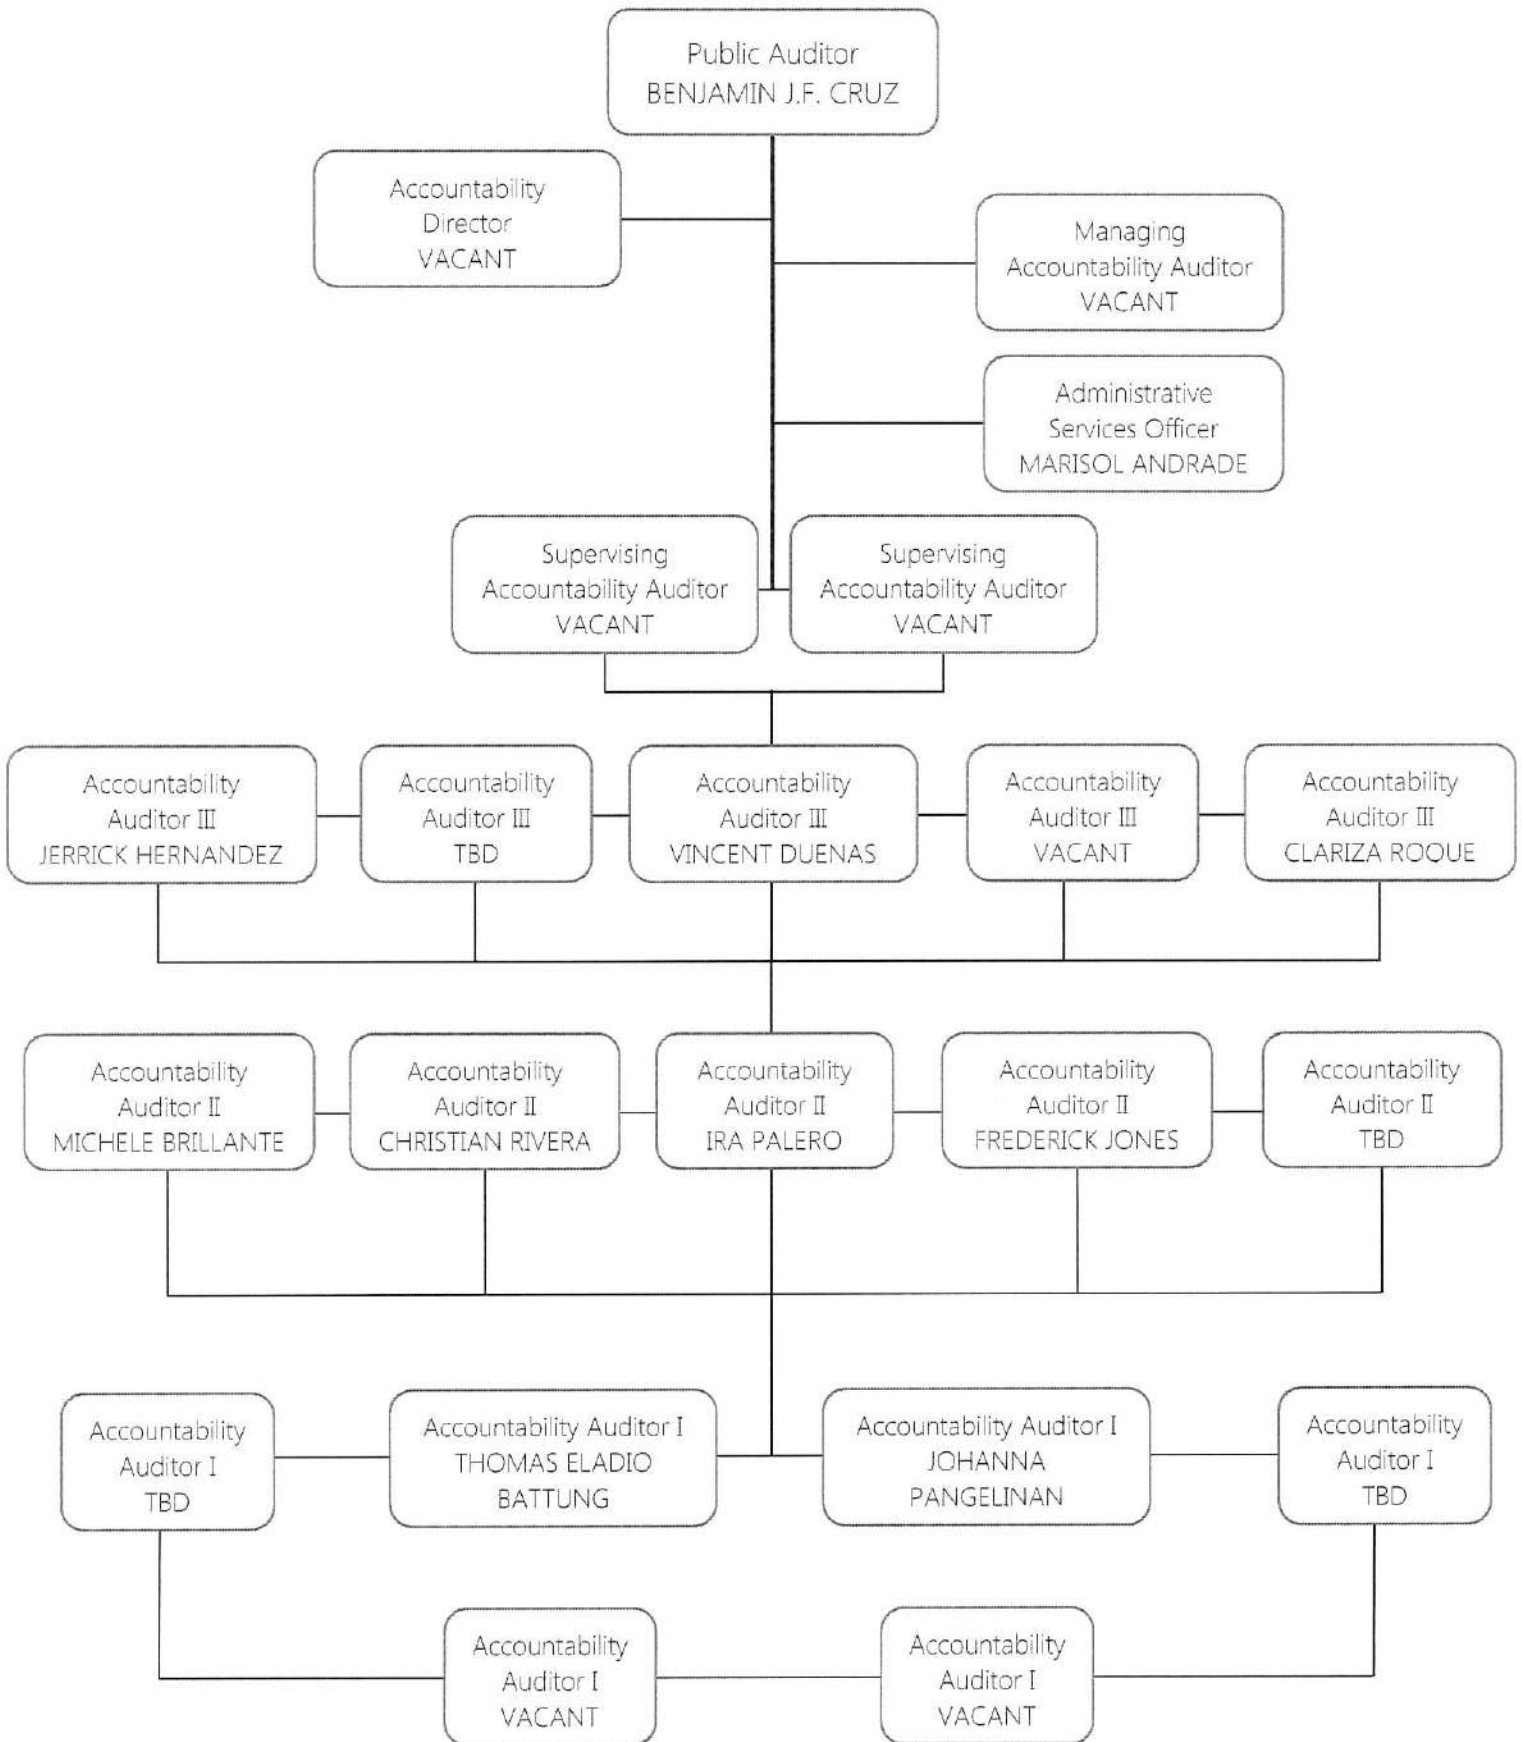 Public Auditor
BENJAMIN J.F. CRUZ
Accountability
Director
VACANT
Managing
Accountability Auditor
VACANT
Administrative
Services Officer
MARISOL ANDRADE
Supervising
Accountability Auditor
VACANT
Supervising
Accountability Auditor
VACANT
Accountability
Auditor III
JERRICK HERNANDEZ
Accountability
Auditor III
TBD
Accountability
Auditor III
VINCENT DUENAS
Accountability
Auditor III
VACANT
Accountability
Auditor III
CLARIZA ROQUE
Accountability
Auditor II
MICHELE BRILLANTE
Accountability
Auditor II
CHRISTIAN RIVERA
Accountability
Auditor II
IRA PALERO
Accountability
Auditor II
FREDERICK JONES
Accountability
Auditor II
TBD
Accountability
Auditor I
TBD
Accountability Auditor I
THOMAS ELADIO
BATTUNG
Accountability Auditor I
JOHANNA
PANGELINAN
Accountability
Auditor I
TBD
Accountability
Auditor I
VACANT
Accountability
Auditor I
VACANT